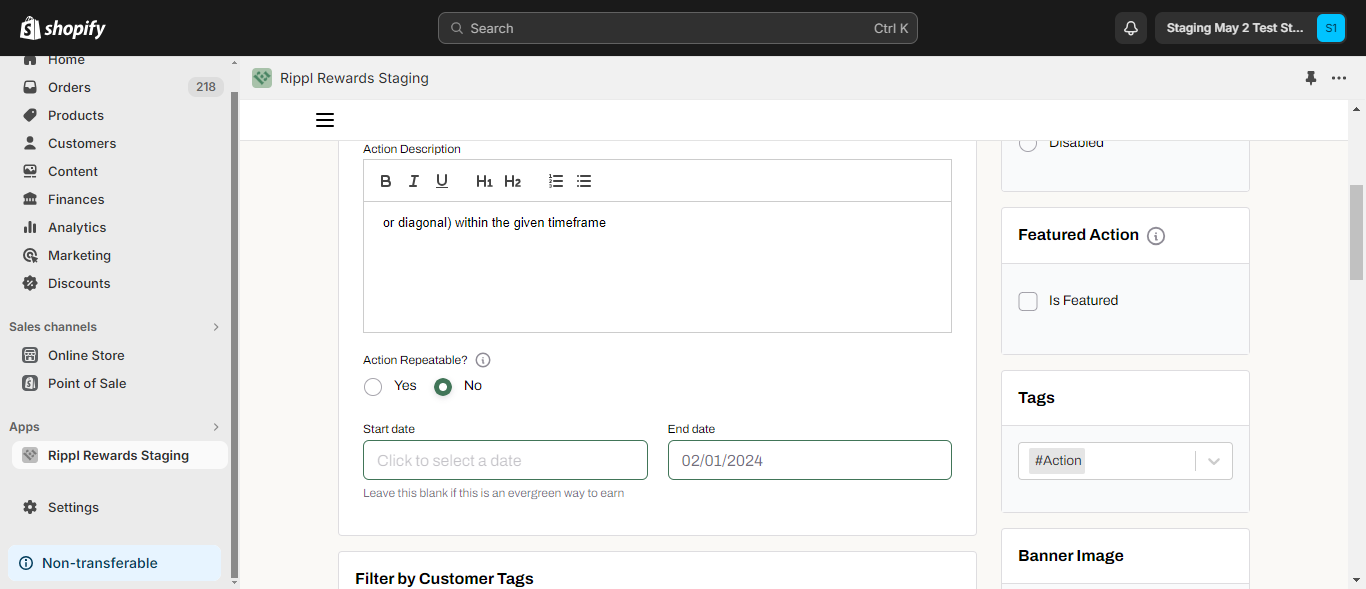 shopify
Search
Ctrl K
Staging May 2 Test St...
S1
Home
Orders
218
Products
Customers
Content
Finances
Analytics
Marketing
Discounts
Sales channels
Online Store
Point of Sale
Apps
Rippl Rewards Staging
Settings
Non-transferable
Rippl Rewards Staging
Action Description
B I U H1 H2
or diagonal) within the given timeframe
Action Repeatable?
Yes
No
Start date
End date
Click to select a date
02/01/2024
Leave this blank if this is an evergreen way to earn
Filter by Customer Tags
Disabled
Featured Action
Is Featured
Tags
#Action
Banner Image